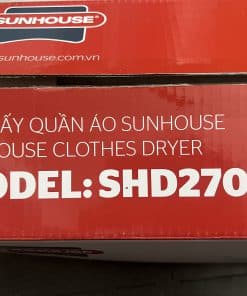 SUNHOUSE®
sunhouse.com.vn
ẤY QUẦN ÁO SUNHOUSE
OUSE CLOTHES DRYER
ODEL: SHD270